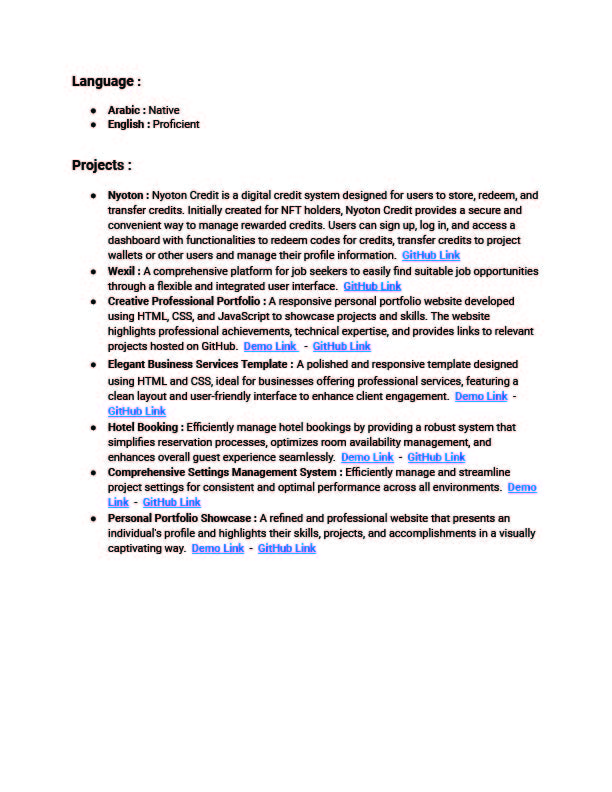 Language :
● Arabic : Native
● English : Proficient
Projects :
● Nyoton : Nyoton Credit is a digital credit system designed for users to store, redeem, and
transfer credits. Initially created for NFT holders, Nyoton Credit provides a secure and
convenient way to manage rewarded credits. Users can sign up, log in, and access a
dashboard with functionalities to redeem codes for credits, transfer credits to project
wallets or other users and manage their profile information. GitHub Link
● Wexil : A comprehensive platform for job seekers to easily find suitable job opportunities
through a flexible and integrated user interface. GitHub Link
● Creative Professional Portfolio : A responsive personal portfolio website developed
using HTML, CSS, and JavaScript to showcase projects and skills. The website
highlights professional achievements, technical expertise, and provides links to relevant
projects hosted on GitHub. Demo Link - GitHub Link
● Elegant Business Services Template : A polished and responsive template designed
using HTML and CSS, ideal for businesses offering professional services, featuring a
clean layout and user-friendly interface to enhance client engagement. Demo Link -
GitHub Link
● Hotel Booking : Efficiently manage hotel bookings by providing a robust system that
simplifies reservation processes, optimizes room availability management, and
enhances overall guest experience seamlessly. Demo Link - GitHub Link
● Comprehensive Settings Management System : Efficiently manage and streamline
project settings for consistent and optimal performance across all environments. Demo
Link - GitHub Link
● Personal Portfolio Showcase : A refined and professional website that presents an
individual's profile and highlights their skills, projects, and accomplishments in a visually
captivating way. Demo Link - GitHub Link